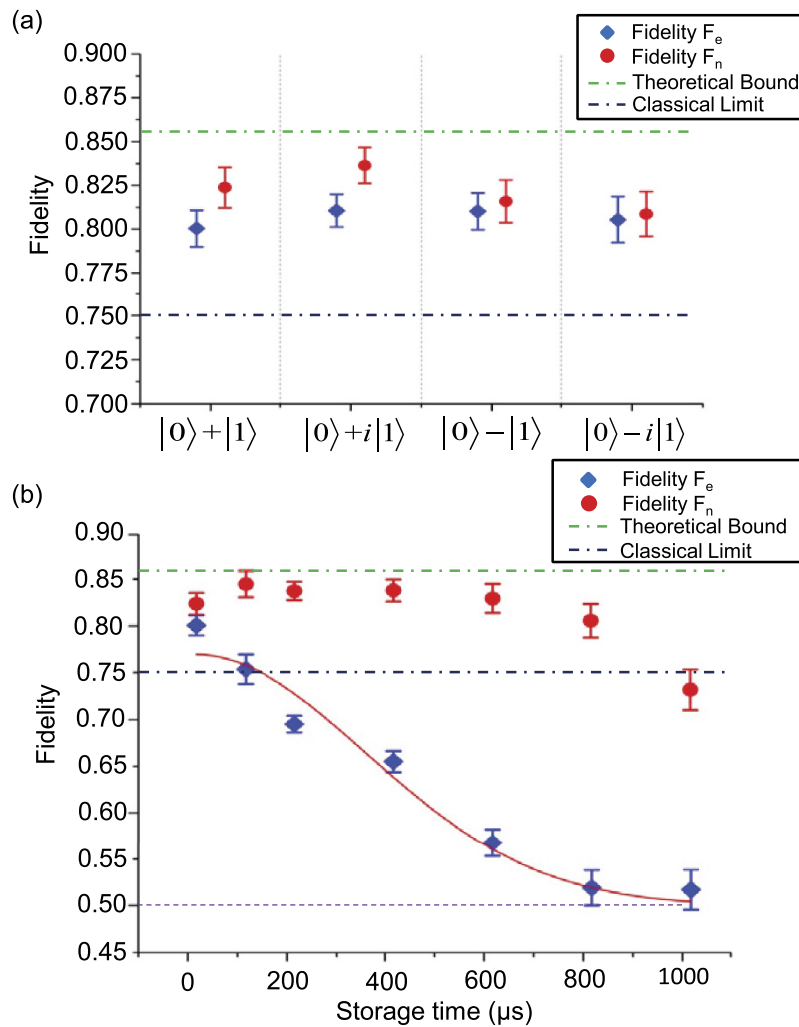 (a)
Fidelity Fₑ
Fidelity Fₙ
Theoretical Bound
Classical Limit
0.900
0.875
0.850
0.825
0.800
0.775
0.750
0.725
0.700
Fidelity
|0⟩+|1⟩ |0⟩+i|1⟩ |0⟩−|1⟩ |0⟩−i|1⟩
(b)
Fidelity Fₑ
Fidelity Fₙ
Theoretical Bound
Classical Limit
0.90
0.85
0.80
0.75
0.70
0.65
0.60
0.55
0.50
0.45
Fidelity
0 200 400 600 800 1000
Storage time (μs)